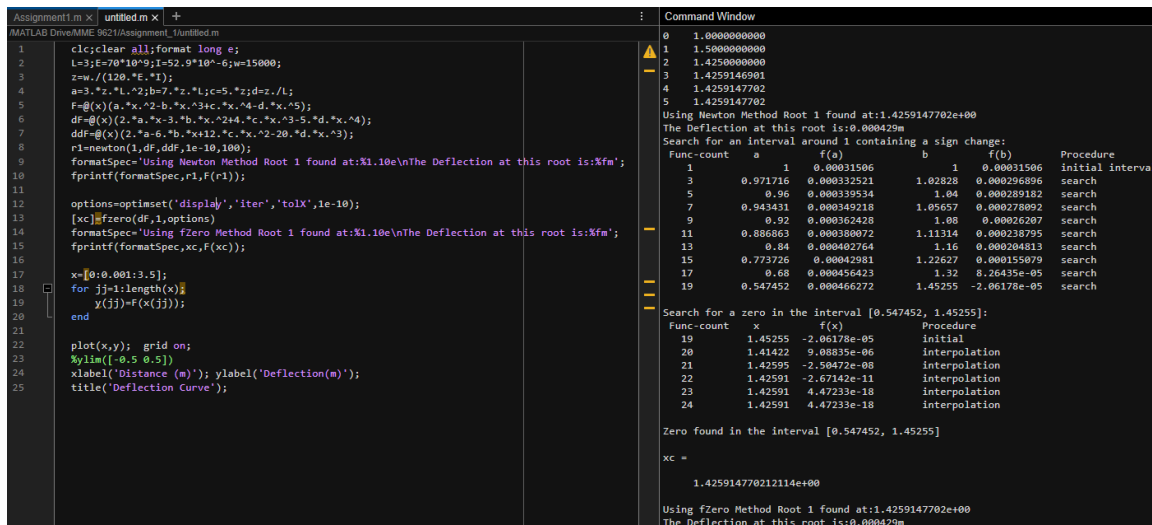 Assignment1.m × untitled.m × +
/MATLAB Drive/MME 9621/Assignment_1/untitled.m
1 clc;clear all;format long e;
2 L=3;E=70*10^9;I=52.9*10^-6;w=15000;
3 z=w./(120.*E.*I);
4 a=3.*z.*L.^2;b=7.*z.*L;c=5.*z;d=z./L;
5 F=@(x)(a.*x.^2-b.*x.^3+c.*x.^4-d.*x.^5);
6 dF=@(x)(2.*a.*x-3.*b.*x.^2+4.*c.*x.^3-5.*d.*x.^4);
7 ddF=@(x)(2.*a-6.*b.*x+12.*c.*x.^2-20.*d.*x.^3);
8 r1=newton(1,dF,ddF,1e-10,100);
9 formatSpec='Using Newton Method Root 1 found at:%1.10e\nThe Deflection at this root is:%fm';
10 fprintf(formatSpec,r1,F(r1));
11
12 options=optimset('display','iter','tolX',1e-10);
13 [xc]=fzero(dF,1,options)
14 formatSpec='Using fZero Method Root 1 found at:%1.10e\nThe Deflection at this root is:%fm';
15 fprintf(formatSpec,xc,F(xc));
16
17 x=[0:0.001:3.5];
18 for jj=1:length(x);
19 y(jj)=F(x(jj));
20 end
21
22 plot(x,y); grid on;
23 %ylim([-0.5 0.5])
24 xlabel('Distance (m)'); ylabel('Deflection(m)');
25 title('Deflection Curve');
Command Window
0 1.0000000000
1 1.5000000000
2 1.4250000000
3 1.4259146901
4 1.4259147702
5 1.4259147702
Using Newton Method Root 1 found at:1.4259147702e+00
The Deflection at this root is:0.000429m
Search for an interval around 1 containing a sign change:
Func-count a f(a) b f(b) Procedure
1 1 0.00031506 1 0.00031506 initial interva
3 0.971716 0.000332521 1.02828 0.000296896 search
5 0.96 0.000339534 1.04 0.000289182 search
7 0.943431 0.000349218 1.05657 0.000278092 search
9 0.92 0.000362428 1.08 0.00026207 search
11 0.886863 0.000380072 1.11314 0.000238795 search
13 0.84 0.000402764 1.16 0.000204813 search
15 0.773726 0.00042981 1.22627 0.000155079 search
17 0.68 0.000456423 1.32 8.26435e-05 search
19 0.547452 0.000466272 1.45255 -2.06178e-05 search
Search for a zero in the interval [0.547452, 1.45255]:
Func-count x f(x) Procedure
19 1.45255 -2.06178e-05 initial
20 1.41422 9.08835e-06 interpolation
21 1.42595 -2.50472e-08 interpolation
22 1.42591 -2.67142e-11 interpolation
23 1.42591 4.47233e-18 interpolation
24 1.42591 4.47233e-18 interpolation
Zero found in the interval [0.547452, 1.45255]
xc =
1.425914770212114e+00
Using fZero Method Root 1 found at:1.4259147702e+00
The Deflection at this root is:0.000429m